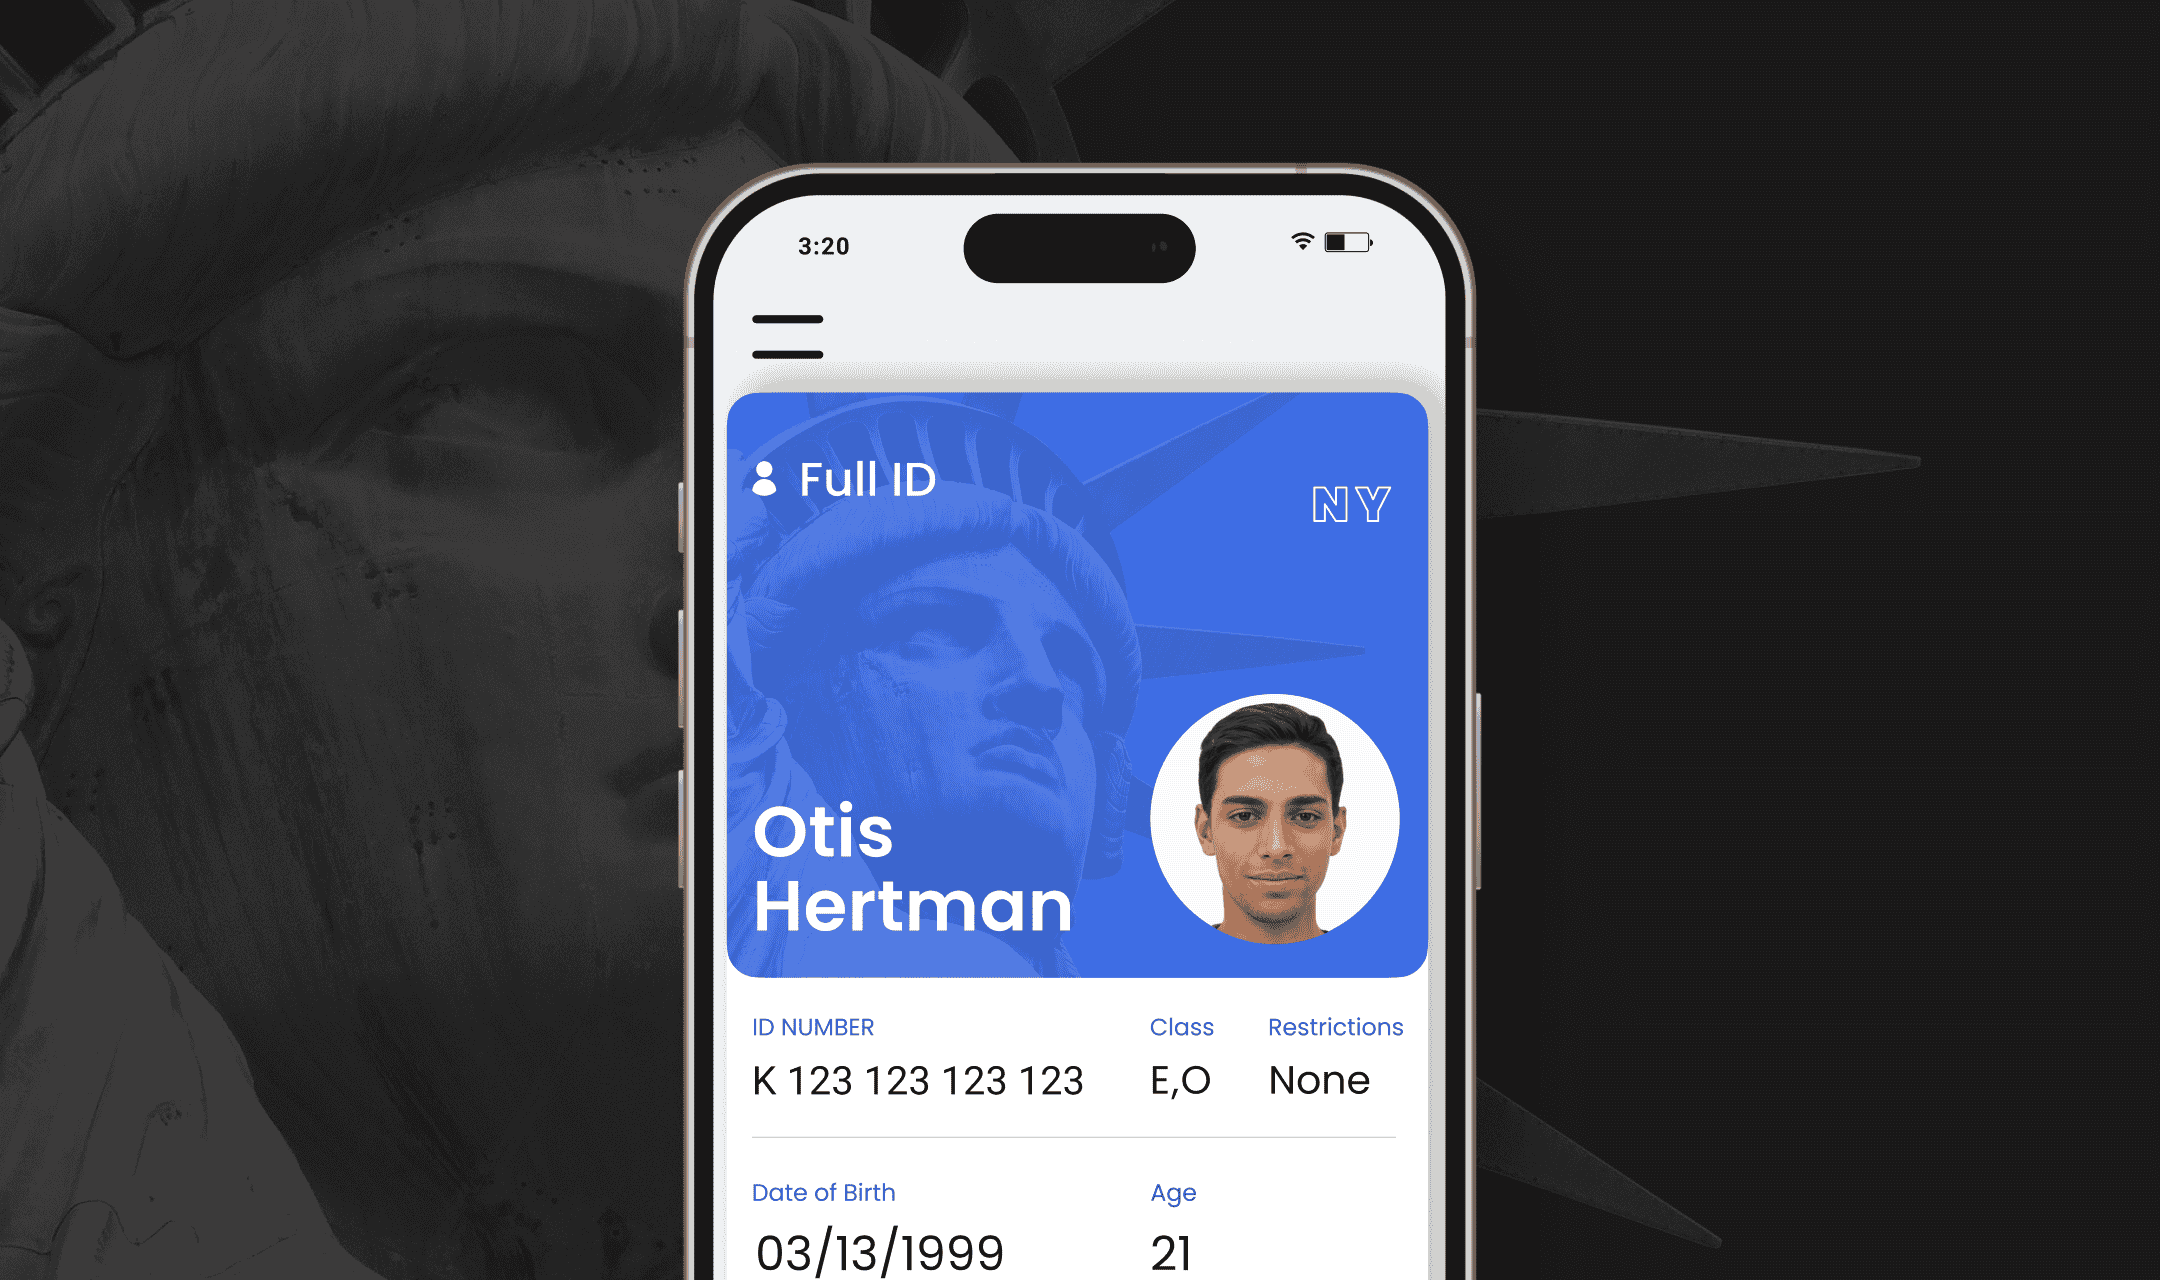 3:20
Full ID
NY
Otis
Hertman
ID NUMBER Class Restrictions
K 123 123 123 123 E,O None
Date of Birth Age
03/13/1999 21